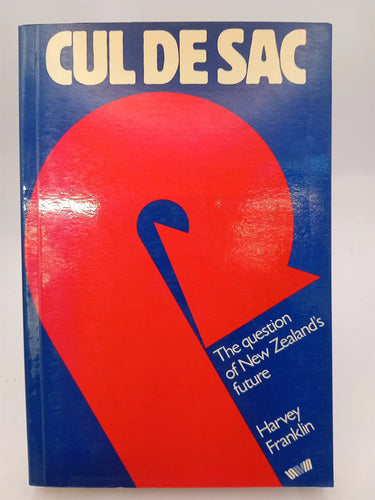 CUL DE SAC
The question
of New Zealand's
future
Harvey
Franklin